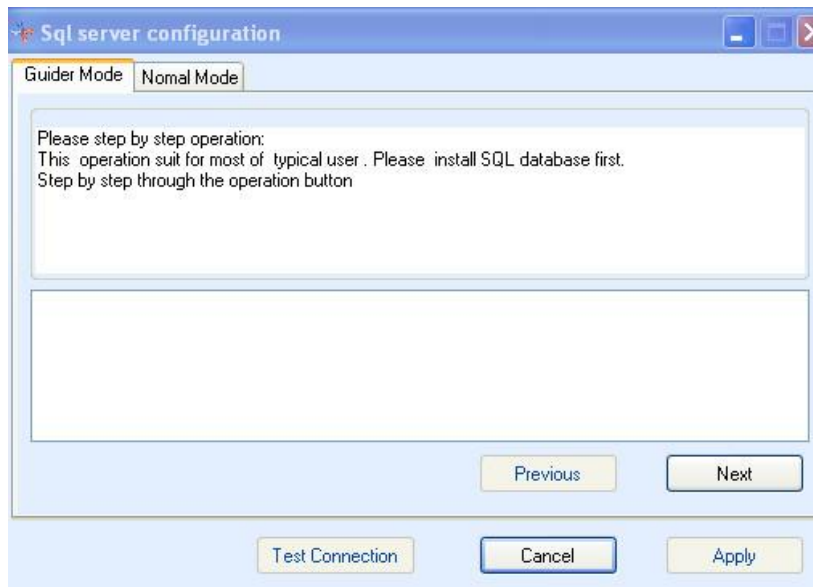 Sql server configuration
Guider Mode
Nomal Mode
Please step by step operation:
This operation suit for most of typical user . Please install SQL database first.
Step by step through the operation button
Previous
Next
Test Connection
Cancel
Apply